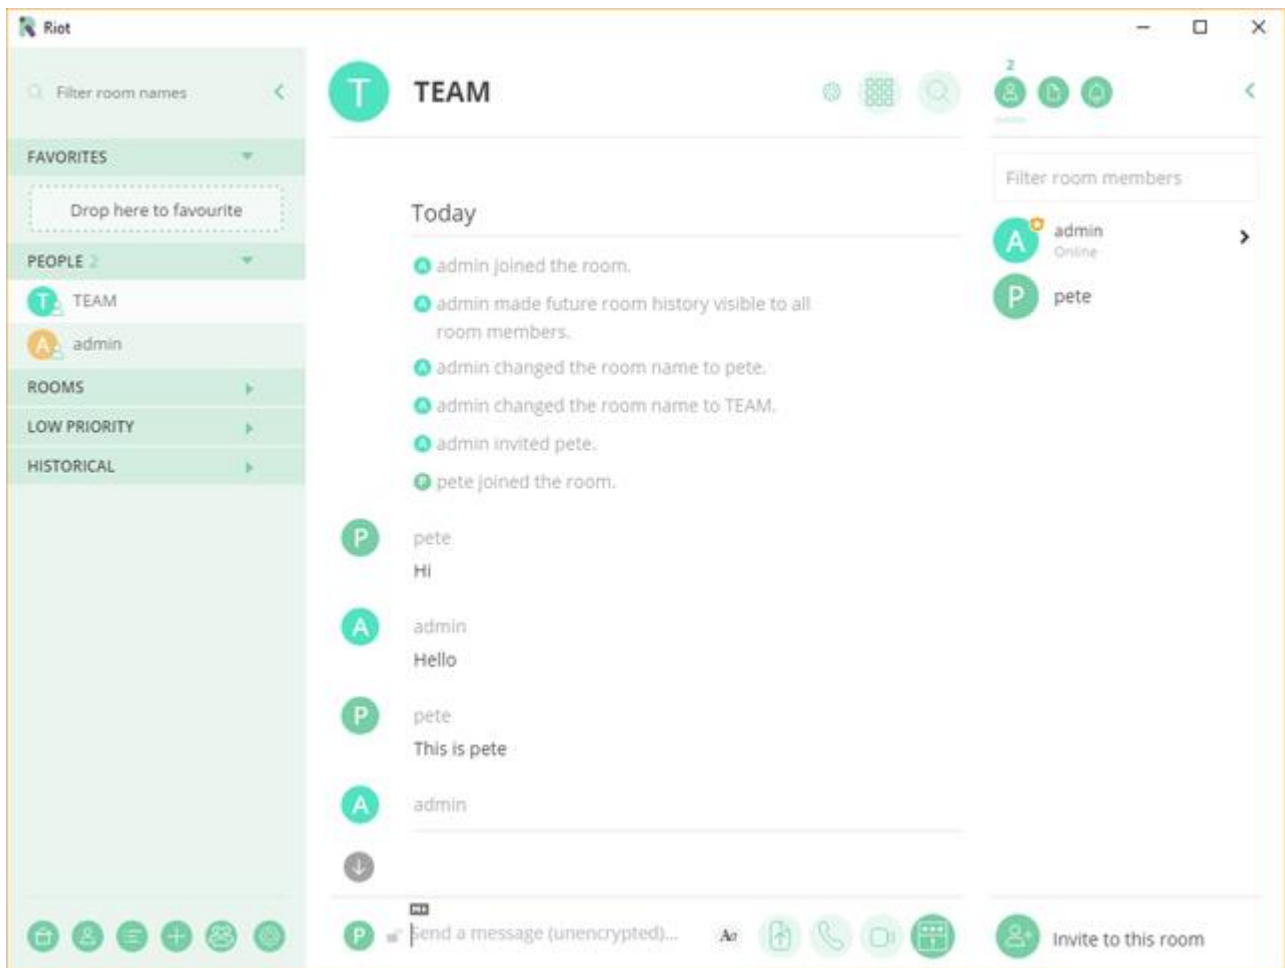 Riot
Filter room names
FAVORITES
Drop here to favourite
PEOPLE 2
T TEAM
A admin
ROOMS
LOW PRIORITY
HISTORICAL
T TEAM
Today
A admin joined the room.
A admin made future room history visible to all
room members.
A admin changed the room name to pete.
A admin changed the room name to TEAM.
A admin invited pete.
P pete joined the room.
P pete
Hi
A admin
Hello
P pete
This is pete
A admin
M↓
P Send a message (unencrypted)...
Aa
2
Filter room members
A admin
Online
P pete
Invite to this room